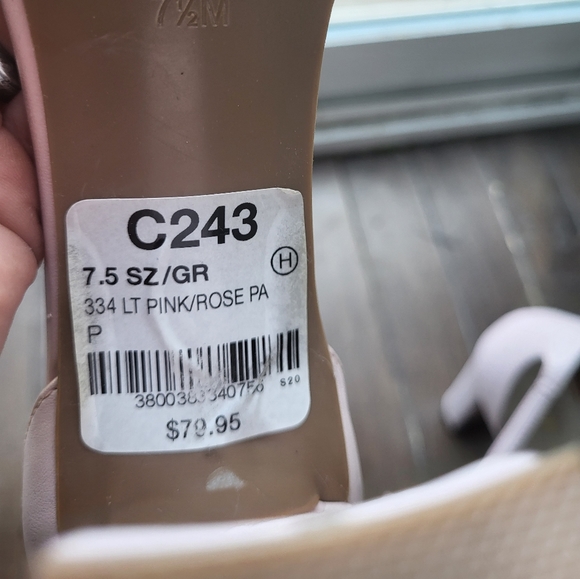 7½M
C243
7.5 SZ/GR
H
334 LT PINK/ROSE PA
P
S20
$79.95